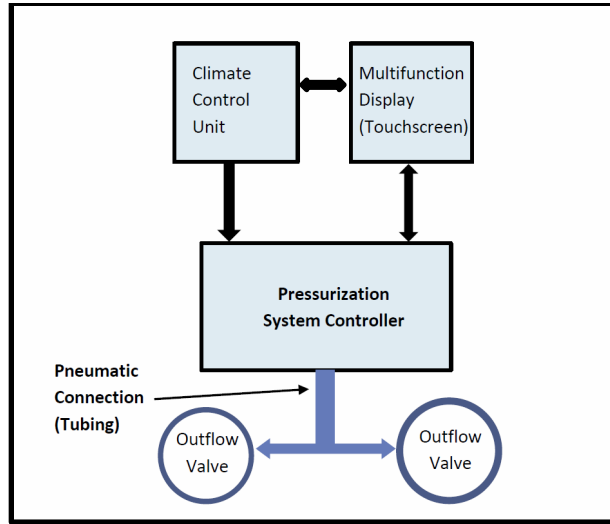 Climate
Control
Unit
Multifunction
Display
(Touchscreen)
Pressurization
System Controller
Pneumatic
Connection
(Tubing)
Outflow
Valve
Outflow
Valve